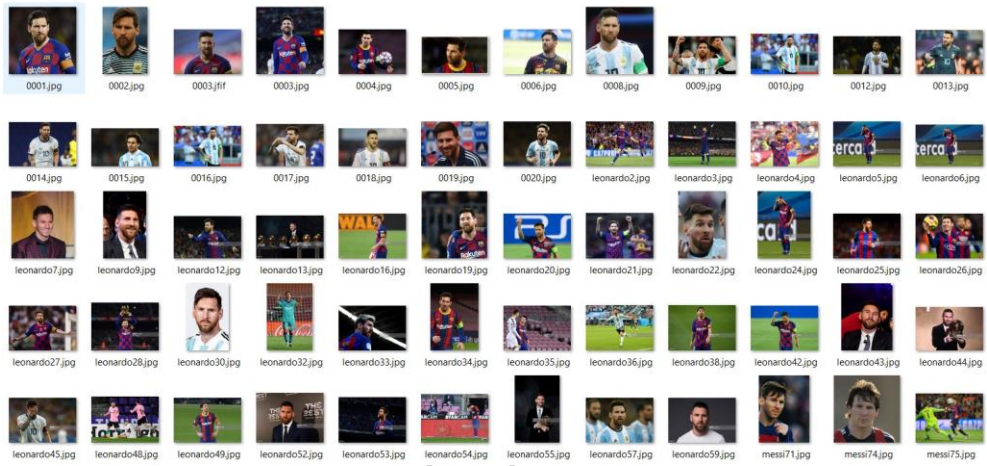 0001.jpg 0002.jpg 0003.jfif 0003.jpg 0004.jpg 0005.jpg 0006.jpg 0008.jpg 0009.jpg 0010.jpg 0012.jpg 0013.jpg
0014.jpg 0015.jpg 0016.jpg 0017.jpg 0018.jpg 0019.jpg 0020.jpg leonardo2.jpg leonardo3.jpg leonardo4.jpg leonardo5.jpg leonardo6.jpg
leonardo7.jpg leonardo9.jpg leonardo12.jpg leonardo13.jpg leonardo16.jpg leonardo19.jpg leonardo20.jpg leonardo21.jpg leonardo22.jpg leonardo24.jpg leonardo25.jpg leonardo26.jpg
leonardo27.jpg leonardo28.jpg leonardo30.jpg leonardo32.jpg leonardo33.jpg leonardo34.jpg leonardo35.jpg leonardo36.jpg leonardo38.jpg leonardo42.jpg leonardo43.jpg leonardo44.jpg
leonardo45.jpg leonardo48.jpg leonardo49.jpg leonardo52.jpg leonardo53.jpg leonardo54.jpg leonardo55.jpg leonardo57.jpg leonardo59.jpg messi71.jpg messi74.jpg messi75.jpg